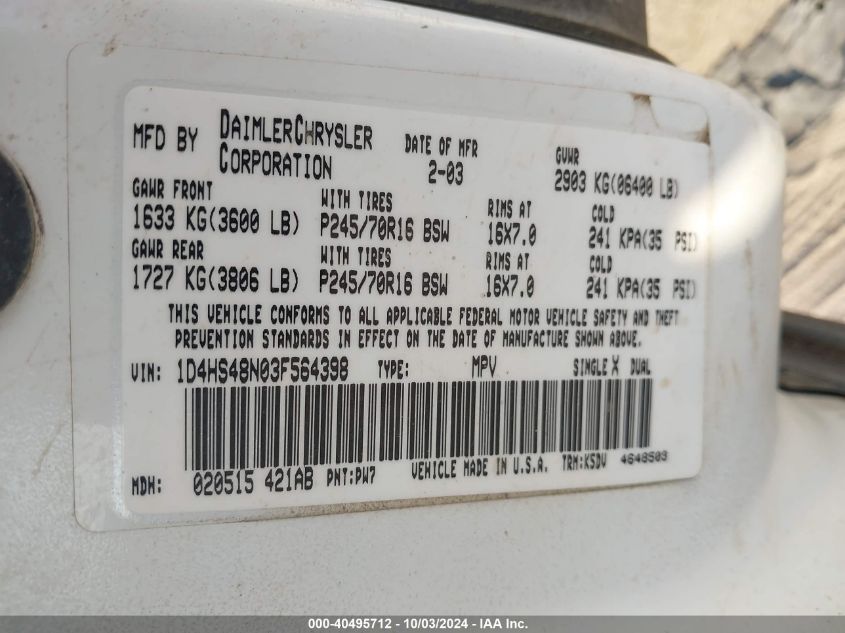 MFD BY DAIMLERCHRYSLER CORPORATION DATE OF MFR 2-03 GVWR 2903 KG(06400 LB)
GAWR FRONT WITH TIRES RIMS AT COLD
1633 KG(3600 LB) P245/70R16 BSW 16X7.0 241 KPA(35 PSI)
GAWR REAR WITH TIRES RIMS AT COLD
1727 KG(3806 LB) P245/70R16 BSW 16X7.0 241 KPA(35 PSI)
THIS VEHICLE CONFORMS TO ALL APPLICABLE FEDERAL MOTOR VEHICLE SAFETY AND THEFT
PREVENTION STANDARDS IN EFFECT ON THE DATE OF MANUFACTURE SHOWN ABOVE.
VIN: 1D4HS48N03F564398 TYPE: MPV SINGLE X DUAL
MDH: 020515 421AB PNT:PW7 VEHICLE MADE IN U.S.A. TRM:KSDV 4648503
000-40495712 - 10/03/2024 - IAA Inc.